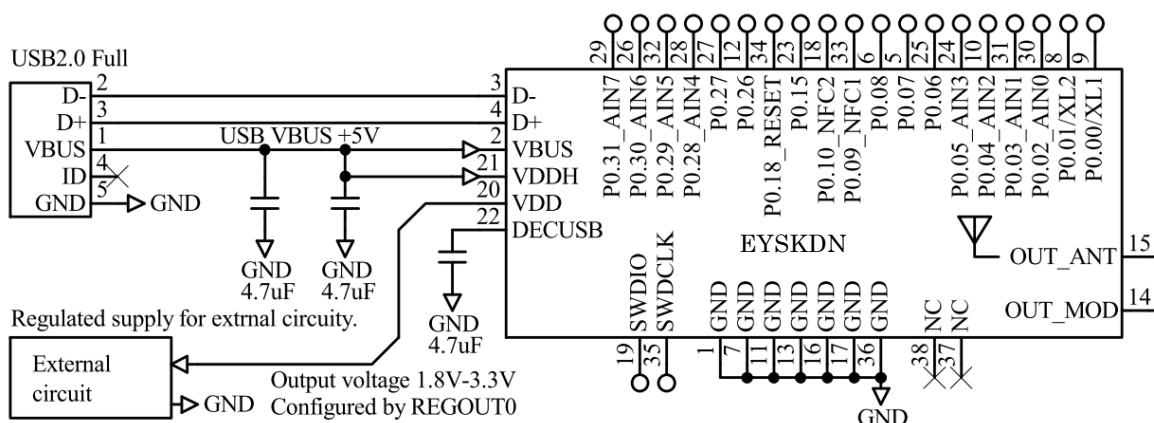 29 26 32 28 27 12 34 23 18 33 6 5 25 24 10 31 30 8 9
P0.31_AIN7
P0.30_AIN6
P0.29_AIN5
P0.28_AIN4
P0.27
P0.26
P0.18_RESET
P0.15
P0.10_NFC2
P0.09_NFC1
P0.08
P0.07
P0.06
P0.05_AIN3
P0.04_AIN2
P0.03_AIN1
P0.02_AIN0
P0.01/XL2
P0.00/XL1
USB2.0 Full
D- 2
D+ 3
VBUS 1
ID 4
GND 5
GND
USB VBUS +5V
3 D-
4 D+
2 VBUS
21 VDDH
20 VDD
22 DECUSB
GND
4.7uF
GND
4.7uF
GND
4.7uF
EYSKDN
OUT_ANT 15
OUT_MOD 14
SWDIO
SWDCLK
GND
GND
GND
GND
GND
GND
GND
NC
NC
19 35 1 7 11 13 16 17 36 38 37
GND
Regulated supply for extrnal circuity.
External
circuit
GND
Output voltage 1.8V-3.3V
Configured by REGOUT0